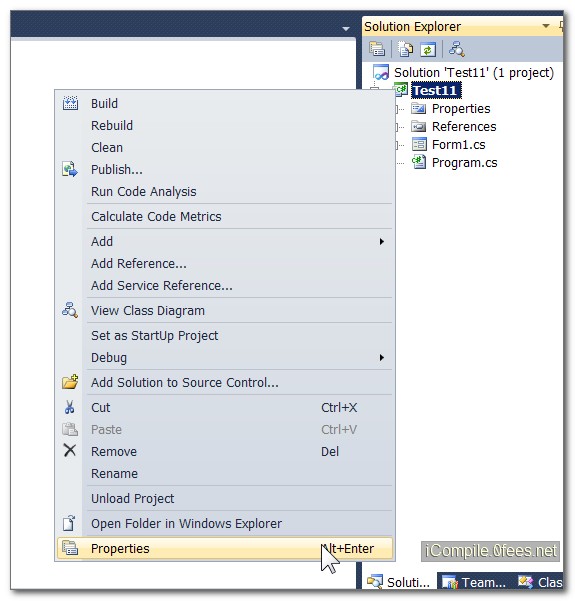 Solution Explorer
Solution 'Test11' (1 project)
Test11
Properties
References
Form1.cs
Program.cs
Build
Rebuild
Clean
Publish...
Run Code Analysis
Calculate Code Metrics
Add
Add Reference...
Add Service Reference...
View Class Diagram
Set as StartUp Project
Debug
Add Solution to Source Control...
Cut Ctrl+X
Paste Ctrl+V
Remove Del
Rename
Unload Project
Open Folder in Windows Explorer
Properties lt+Enter
iCompile.0fees.net
Soluti... Team... Clas